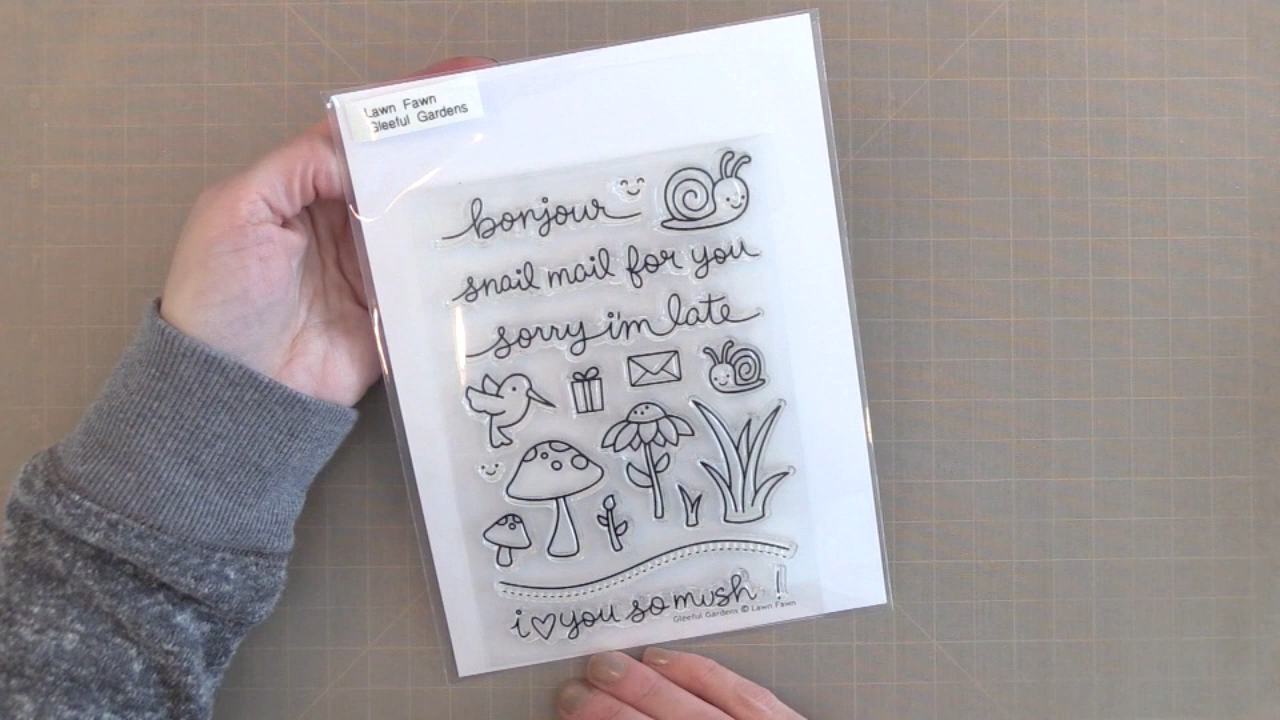 Lawn Fawn
Gleeful Gardens
bonjour
snail mail for you
sorry i'm late
i♡you so mush !
Gleeful Gardens © Lawn Fawn